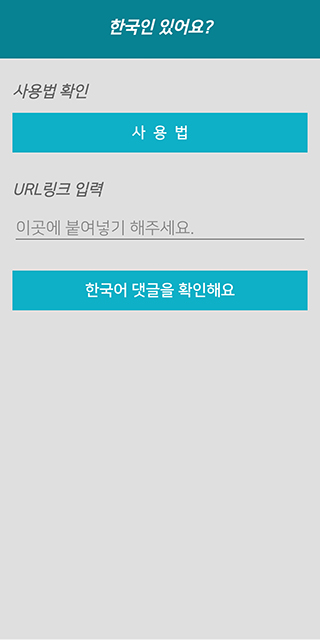 한국인 있어요?
사용법 확인
사 용 법
URL링크 입력
이곳에 붙여넣기 해주세요.
한국어 댓글을 확인해요